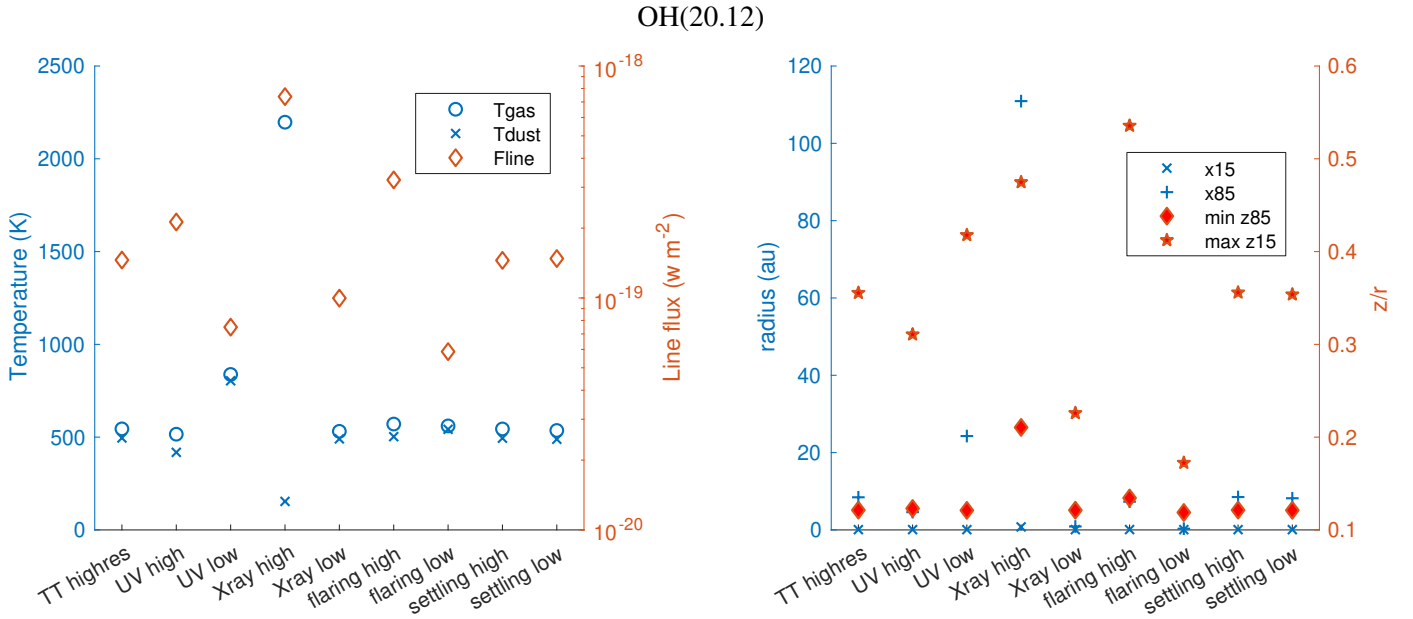 OH(20.12)
2500
2000
1500
1000
500
0
Temperature (K)
10^-18
10^-19
10^-20
Line flux (w m^-2)
Tgas
Tdust
Fline
TT highres
UV high
UV low
Xray high
Xray low
flaring high
flaring low
settling high
settling low
120
100
80
60
40
20
0
radius (au)
0.6
0.5
0.4
0.3
0.2
0.1
z/r
x15
x85
min z85
max z15
TT highres
UV high
UV low
Xray high
Xray low
flaring high
flaring low
settling high
settling low